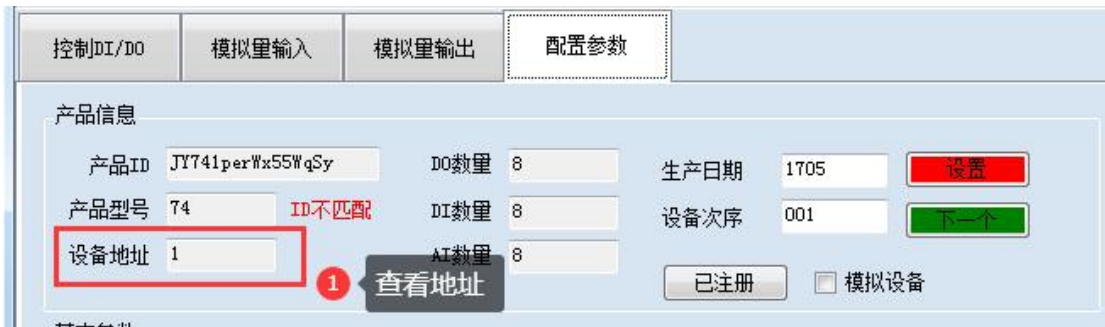 控制DI/DO 模拟量输入 模拟量输出 配置参数
产品信息
产品ID JY741perWx55WqSy DO数量 8 生产日期 1705 设置
产品型号 74 ID不匹配 DI数量 8 设备次序 001 下一个
设备地址 1 AI数量 8
1 查看地址
已注册 模拟设备